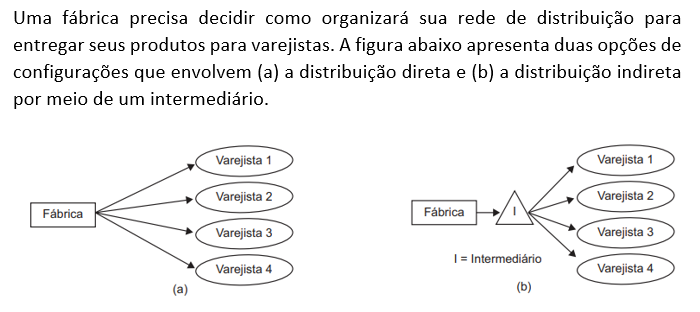 Uma fábrica precisa decidir como organizará sua rede de distribuição para
entregar seus produtos para varejistas. A figura abaixo apresenta duas opções de
configurações que envolvem (a) a distribuição direta e (b) a distribuição indireta
por meio de um intermediário.
Fábrica
Varejista 1
Varejista 2
Varejista 3
Varejista 4
(a)
Fábrica
I
I = Intermediário
Varejista 1
Varejista 2
Varejista 3
Varejista 4
(b)